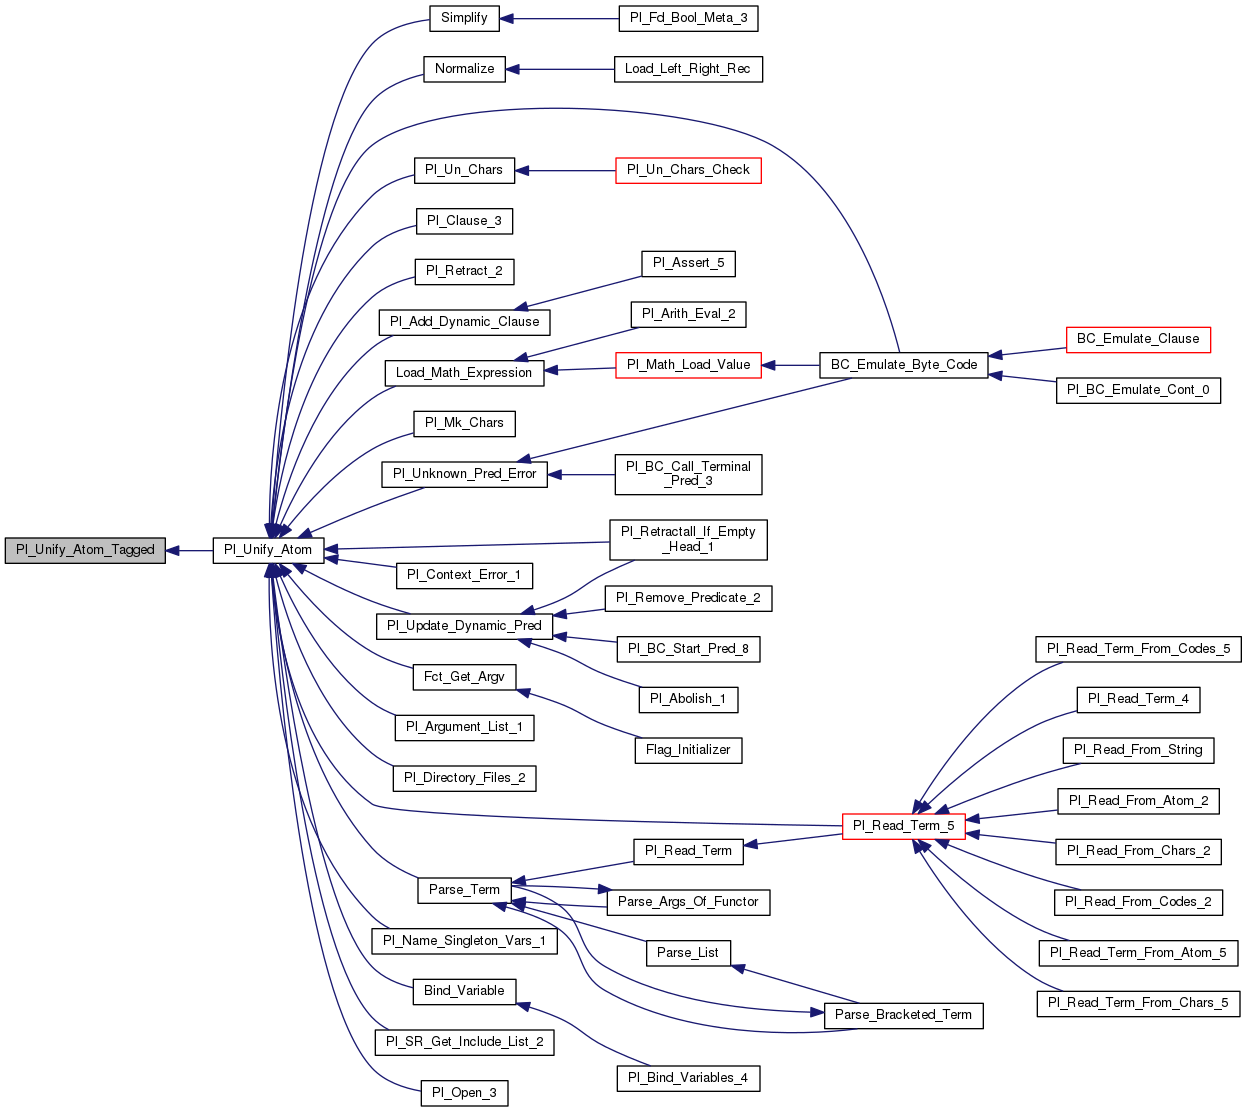 Simplify
Pl_Fd_Bool_Meta_3
Normalize
Load_Left_Right_Rec
Pl_Un_Chars
Pl_Un_Chars_Check
Pl_Clause_3
Pl_Retract_2
Pl_Assert_5
Pl_Add_Dynamic_Clause
Pl_Arith_Eval_2
Load_Math_Expression
Pl_Math_Load_Value
BC_Emulate_Byte_Code
BC_Emulate_Clause
Pl_BC_Emulate_Cont_0
Pl_Mk_Chars
Pl_Unknown_Pred_Error
Pl_BC_Call_Terminal
_Pred_3
Pl_Unify_Atom_Tagged
Pl_Unify_Atom
Pl_Retractall_If_Empty
_Head_1
Pl_Context_Error_1
Pl_Remove_Predicate_2
Pl_Update_Dynamic_Pred
Pl_BC_Start_Pred_8
Fct_Get_Argv
Pl_Abolish_1
Pl_Argument_List_1
Flag_Initializer
Pl_Directory_Files_2
Pl_Read_Term_From_Codes_5
Pl_Read_Term_4
Pl_Read_From_String
Pl_Read_From_Atom_2
Pl_Read_Term_5
Pl_Read_Term
Pl_Read_From_Chars_2
Parse_Term
Parse_Args_Of_Functor
Pl_Read_From_Codes_2
Pl_Name_Singleton_Vars_1
Parse_List
Pl_Read_Term_From_Atom_5
Bind_Variable
Parse_Bracketed_Term
Pl_Read_Term_From_Chars_5
Pl_SR_Get_Include_List_2
Pl_Bind_Variables_4
Pl_Open_3